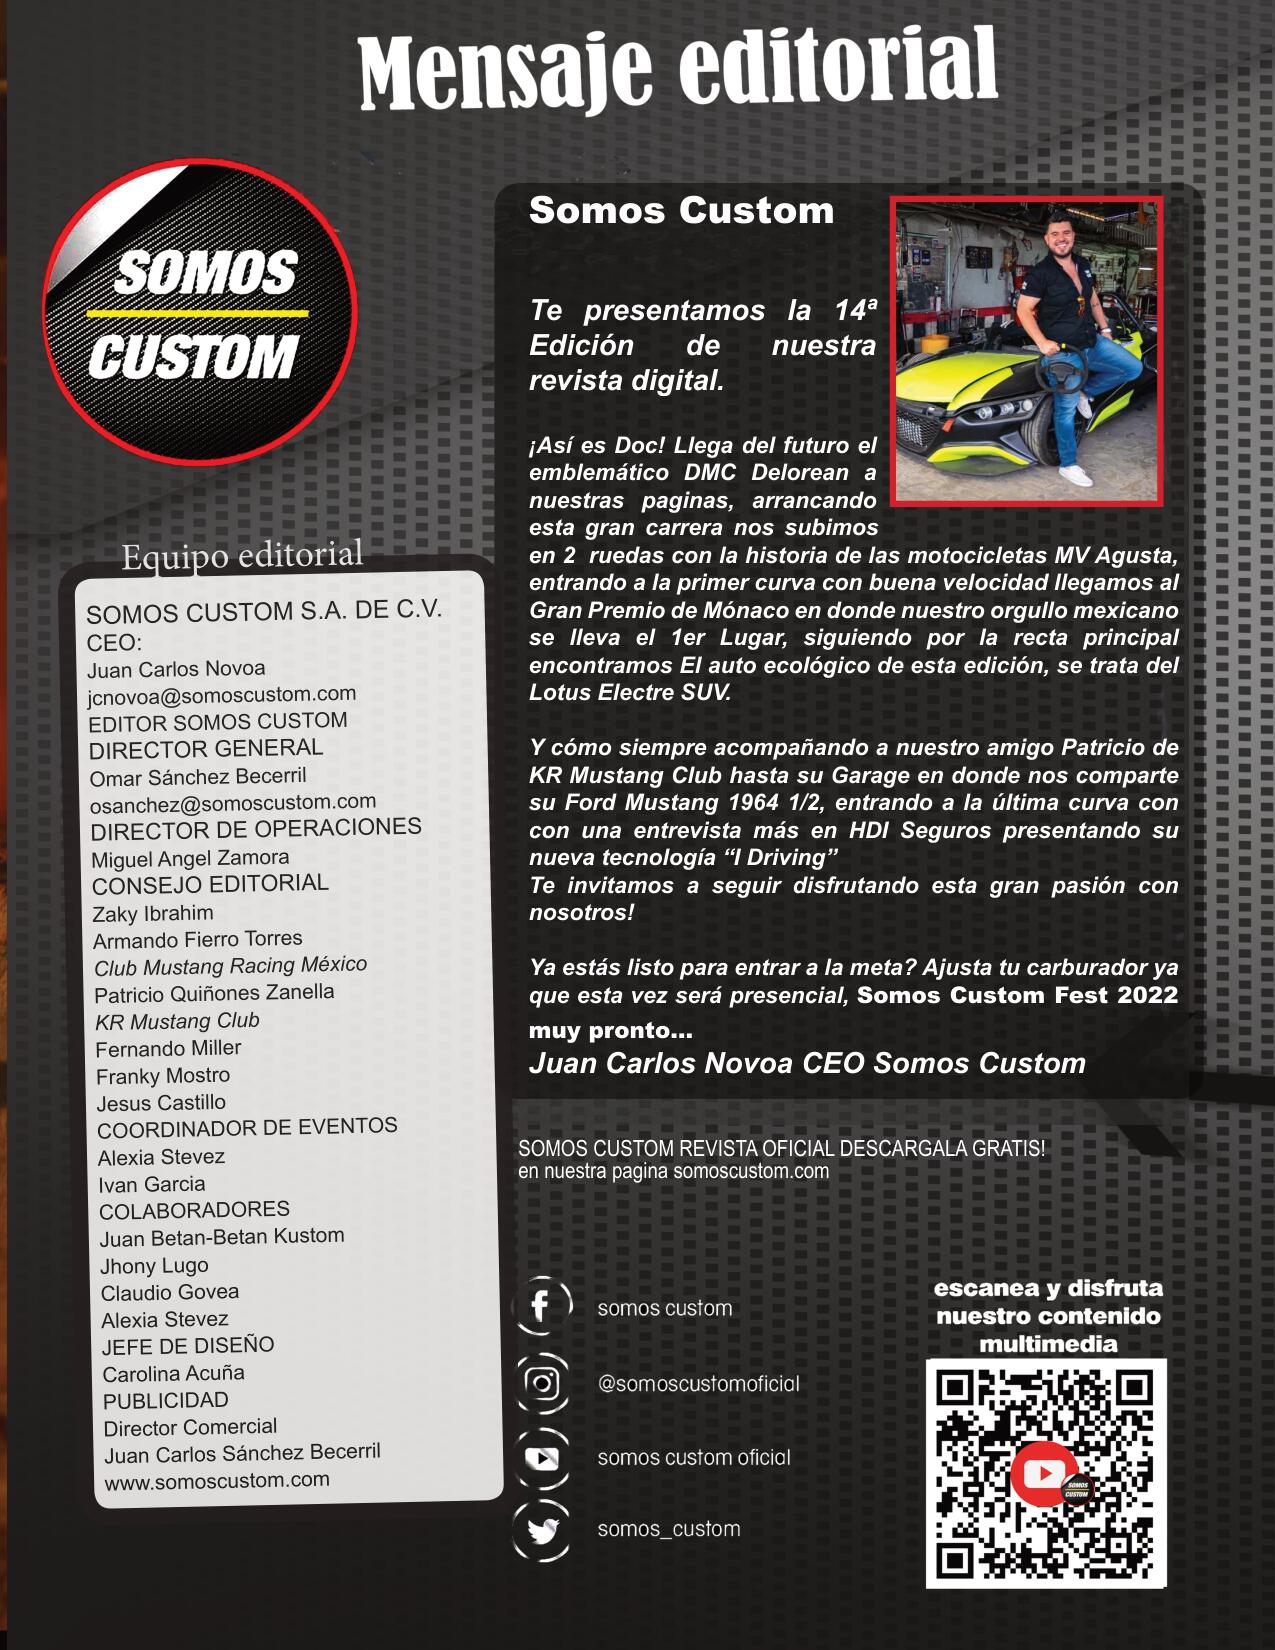 Mensaje editorial
SOMOS
CUSTOM
Somos Custom
Te presentamos la 14ª
Edición de nuestra
revista digital.
¡Así es Doc! Llega del futuro el
emblemático DMC Delorean a
nuestras paginas, arrancando
esta gran carrera nos subimos
en 2 ruedas con la historia de las motocicletas MV Agusta,
entrando a la primer curva con buena velocidad llegamos al
Gran Premio de Mónaco en donde nuestro orgullo mexicano
se lleva el 1er Lugar, siguiendo por la recta principal
encontramos El auto ecológico de esta edición, se trata del
Lotus Electre SUV.
Y cómo siempre acompañando a nuestro amigo Patricio de
KR Mustang Club hasta su Garage en donde nos comparte
su Ford Mustang 1964 1/2, entrando a la última curva con
con una entrevista más en HDI Seguros presentando su
nueva tecnología “I Driving”
Te invitamos a seguir disfrutando esta gran pasión con
nosotros!
Ya estás listo para entrar a la meta? Ajusta tu carburador ya
que esta vez será presencial, Somos Custom Fest 2022
muy pronto...
Juan Carlos Novoa CEO Somos Custom
Equipo editorial
SOMOS CUSTOM S.A. DE C.V.
CEO:
Juan Carlos Novoa
jcnovoa@somoscustom.com
EDITOR SOMOS CUSTOM
DIRECTOR GENERAL
Omar Sánchez Becerril
osanchez@somoscustom.com
DIRECTOR DE OPERACIONES
Miguel Angel Zamora
CONSEJO EDITORIAL
Zaky Ibrahim
Armando Fierro Torres
Club Mustang Racing México
Patricio Quiñones Zanella
KR Mustang Club
Fernando Miller
Franky Mostro
Jesus Castillo
COORDINADOR DE EVENTOS
Alexia Stevez
Ivan Garcia
COLABORADORES
Juan Betan-Betan Kustom
Jhony Lugo
Claudio Govea
Alexia Stevez
JEFE DE DISEÑO
Carolina Acuña
PUBLICIDAD
Director Comercial
Juan Carlos Sánchez Becerril
www.somoscustom.com
SOMOS CUSTOM REVISTA OFICIAL DESCARGALA GRATIS!
en nuestra pagina somoscustom.com
somos custom
@somoscustomoficial
somos custom oficial
somos_custom
escanea y disfruta
nuestro contenido
multimedia
SOMOS
CUSTOM